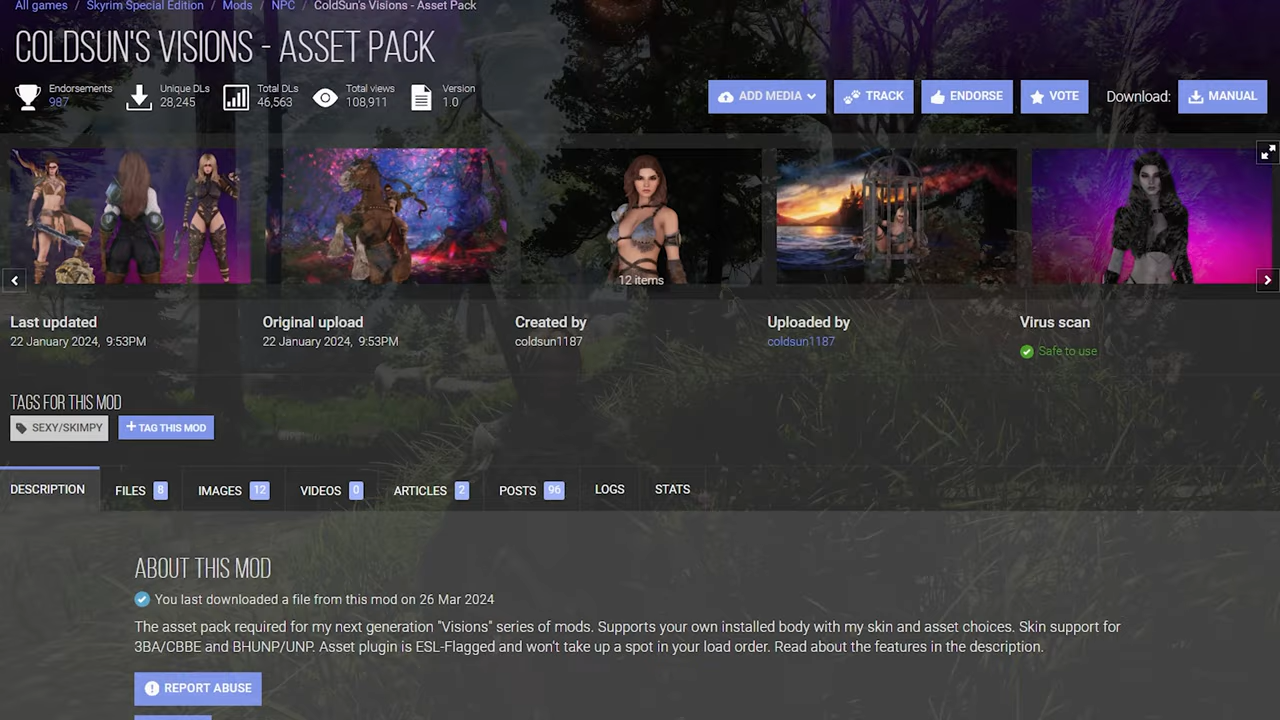 All games / Skyrim Special Edition / Mods / NPC / ColdSun's Visions - Asset Pack
COLDSUN'S VISIONS - ASSET PACK
Endorsements
987
Unique DLs
28,245
Total DLs
46,563
Total views
108,911
Version
1.0
ADD MEDIA
TRACK
ENDORSE
VOTE
Download:
MANUAL
12 items
Last updated
22 January 2024, 9:53PM
Original upload
22 January 2024, 9:53PM
Created by
coldsun1187
Uploaded by
coldsun1187
Virus scan
Safe to use
TAGS FOR THIS MOD
SEXY/SKIMPY
+ TAG THIS MOD
DESCRIPTION
FILES 8
IMAGES 12
VIDEOS 0
ARTICLES 2
POSTS 96
LOGS
STATS
ABOUT THIS MOD
You last downloaded a file from this mod on 26 Mar 2024
The asset pack required for my next generation "Visions" series of mods. Supports your own installed body with my skin and asset choices. Skin support for
3BA/CBBE and BHUNP/UNP. Asset plugin is ESL-Flagged and won't take up a spot in your load order. Read about the features in the description.
REPORT ABUSE